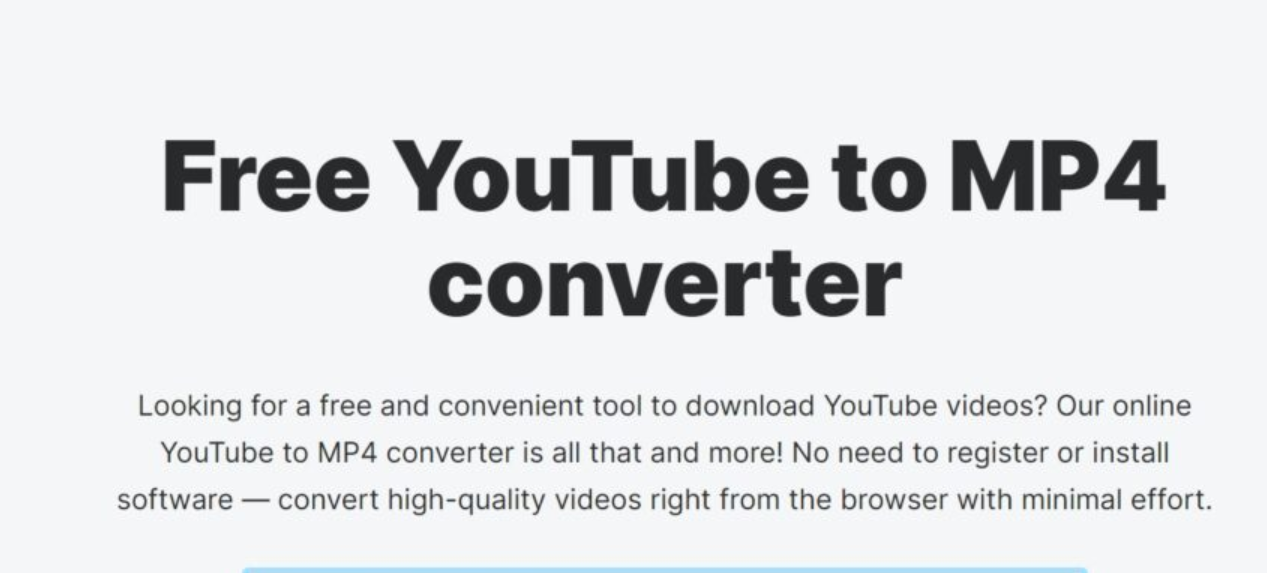 Free YouTube to MP4
converter
Looking for a free and convenient tool to download YouTube videos? Our online
YouTube to MP4 converter is all that and more! No need to register or install
software — convert high-quality videos right from the browser with minimal effort.